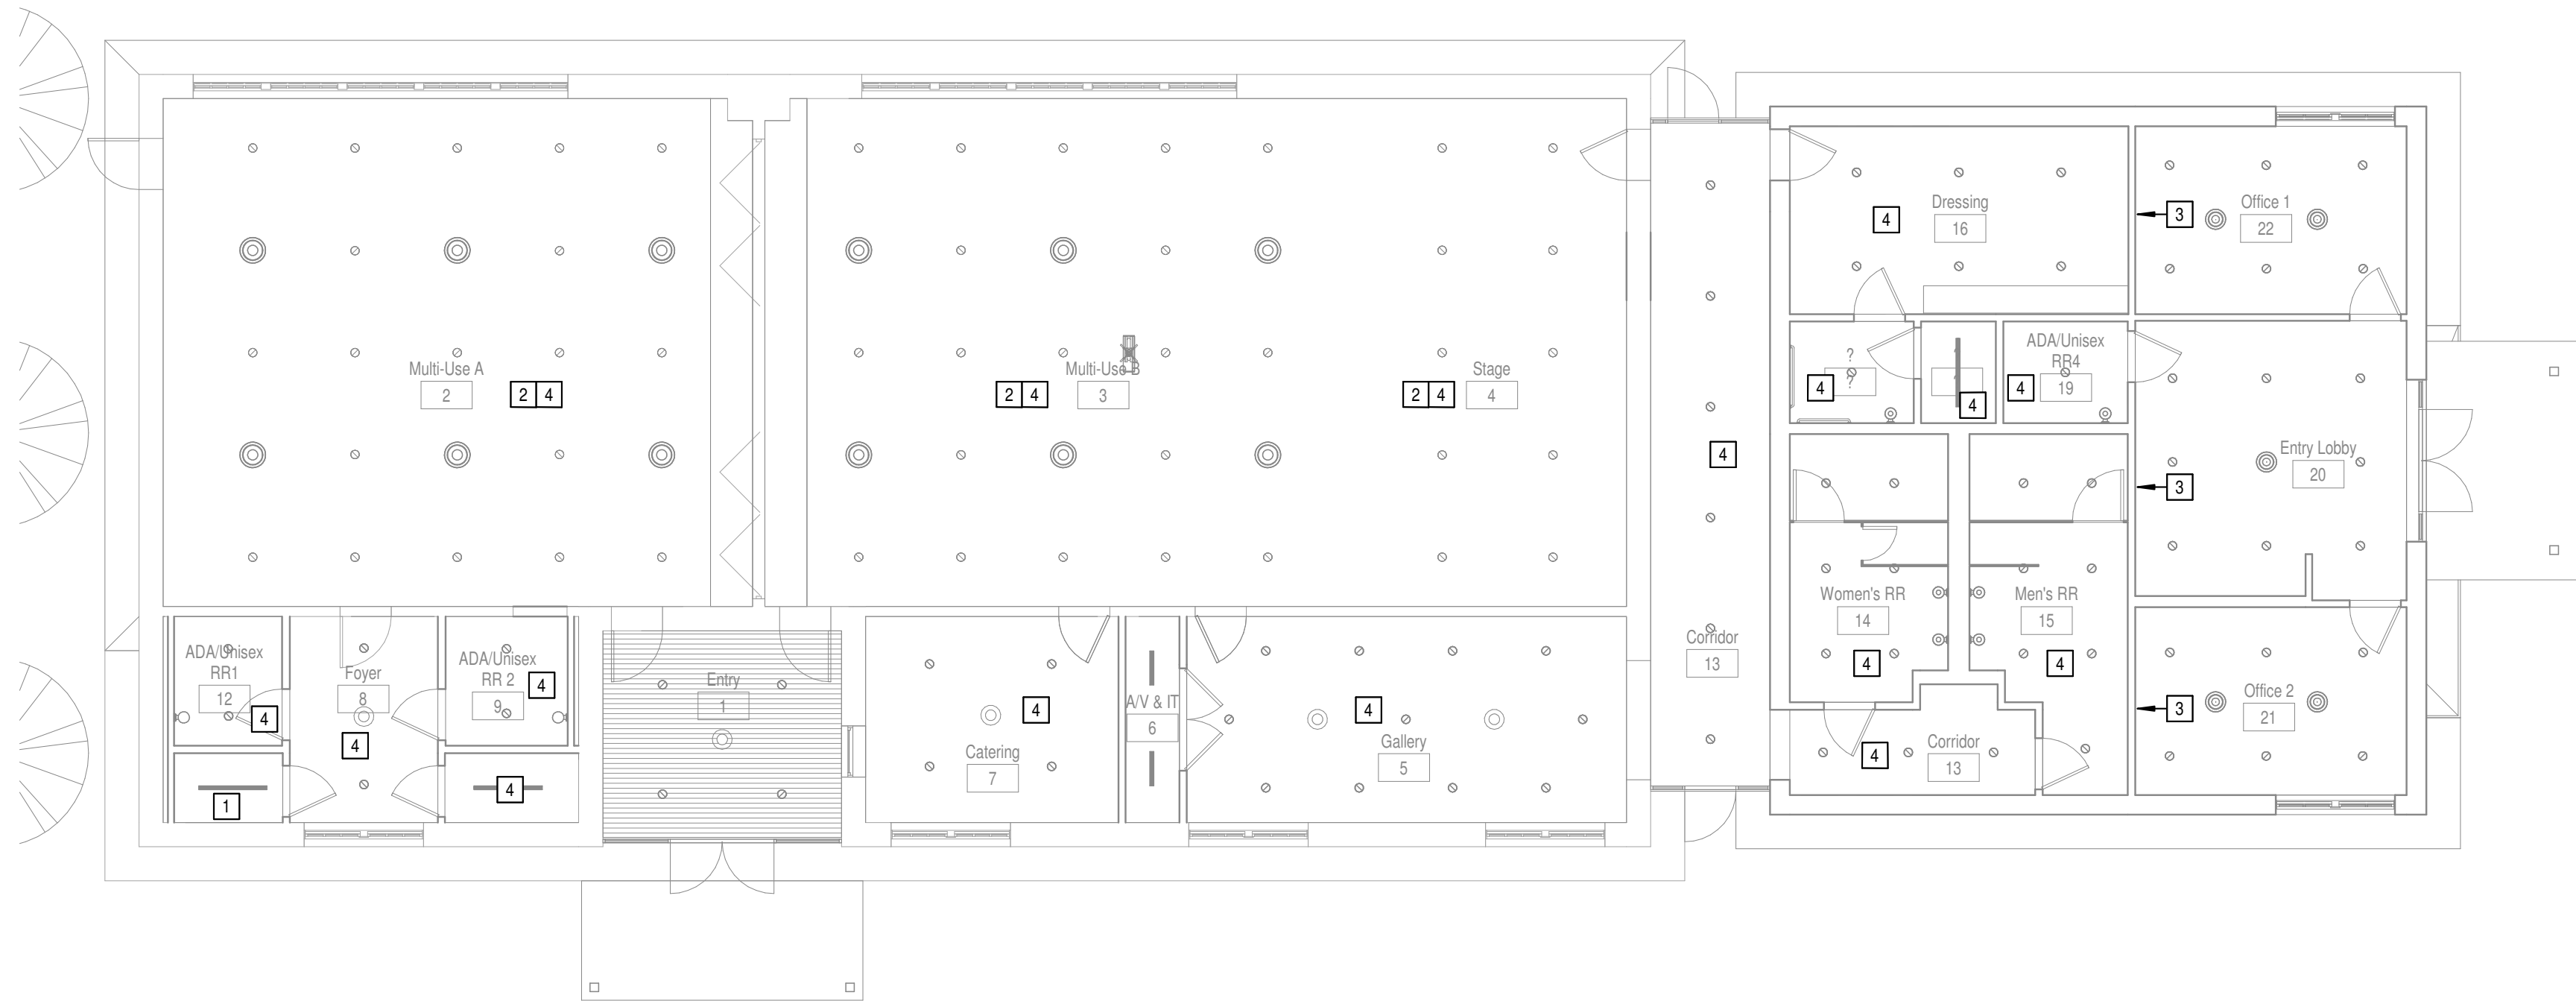 Dressing
16
4
3
Office 1
22
Multi-Use A
2
2 4
2 4
Multi-Use B
3
2 4
Stage
4
4
?
?
4
4
ADA/Unisex
RR4
19
4
Entry Lobby
20
3
Women's RR
14
4
Men's RR
15
4
Corridor
13
ADA/Unisex
RR1
12
4
Foyer
8
4
ADA/Unisex
RR 2
9
4
Entry
1
Catering
7
4
A/V & IT
6
4
Gallery
5
Corridor
13
4
3
Office 2
21
1
4